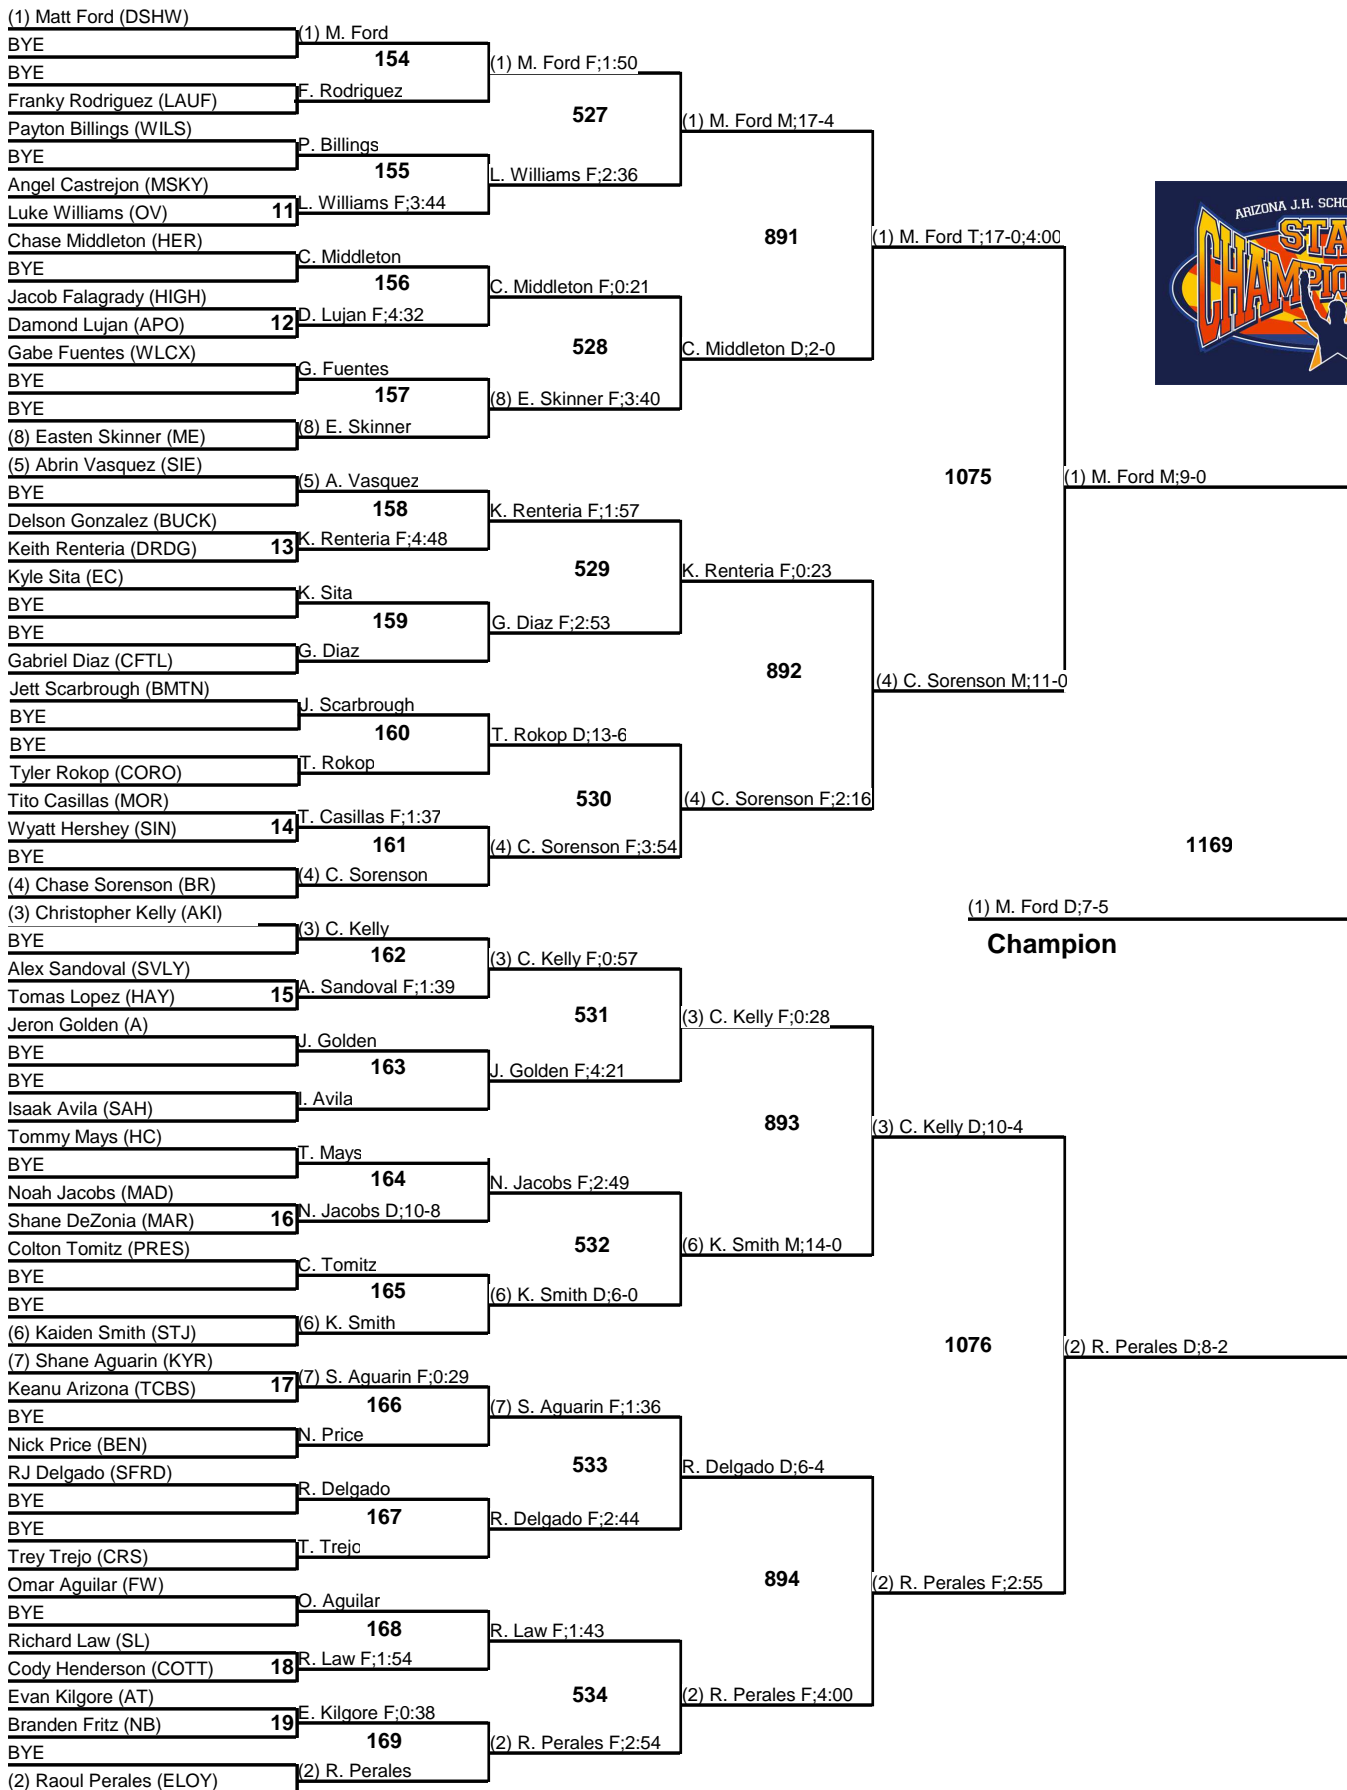 (1) Matt Ford (DSHW)
BYE
BYE
Franky Rodriguez (LAUF)
Payton Billings (WILS)
BYE
Angel Castrejon (MSKY)
Luke Williams (OV) 11
Chase Middleton (HER)
BYE
Jacob Falagrady (HIGH)
Damond Lujan (APO) 12
Gabe Fuentes (WLCX)
BYE
BYE
(8) Easten Skinner (ME)
(5) Abrin Vasquez (SIE)
BYE
Delson Gonzalez (BUCK)
Keith Renteria (DRDG) 13
Kyle Sita (EC)
BYE
BYE
Gabriel Diaz (CFTL)
Jett Scarbrough (BMTN)
BYE
BYE
Tyler Rokop (CORO)
Tito Casillas (MOR)
Wyatt Hershey (SIN) 14
BYE
(4) Chase Sorenson (BR)
(3) Christopher Kelly (AKI)
BYE
Alex Sandoval (SVLY)
Tomas Lopez (HAY) 15
Jeron Golden (A)
BYE
BYE
Isaak Avila (SAH)
Tommy Mays (HC)
BYE
Noah Jacobs (MAD)
Shane DeZonia (MAR) 16
Colton Tomitz (PRES)
BYE
BYE
(6) Kaiden Smith (STJ)
(7) Shane Aguarin (KYR)
Keanu Arizona (TCBS) 17
BYE
Nick Price (BEN)
RJ Delgado (SFRD)
BYE
BYE
Trey Trejo (CRS)
Omar Aguilar (FW)
BYE
Richard Law (SL)
Cody Henderson (COTT) 18
Evan Kilgore (AT)
Branden Fritz (NB) 19
BYE
(2) Raoul Perales (ELOY)
(1) M. Ford
154
F. Rodriguez
P. Billings
155
L. Williams F;3:44
C. Middleton
156
D. Lujan F;4:32
G. Fuentes
157
(8) E. Skinner
(5) A. Vasquez
158
K. Renteria F;4:48
K. Sita
159
G. Diaz
J. Scarbrough
160
T. Rokop
T. Casillas F;1:37
161
(4) C. Sorenson
(3) C. Kelly
162
A. Sandoval F;1:39
J. Golden
163
I. Avila
T. Mays
164
N. Jacobs D;10-8
C. Tomitz
165
(6) K. Smith
(7) S. Aguarin F;0:29
166
N. Price
R. Delgado
167
T. Trejo
O. Aguilar
168
R. Law F;1:54
E. Kilgore F;0:38
169
(2) R. Perales
(1) M. Ford F;1:50
527
L. Williams F;2:36
C. Middleton F;0:21
528
(8) E. Skinner F;3:40
K. Renteria F;1:57
529
G. Diaz F;2:53
T. Rokop D;13-6
530
(4) C. Sorenson F;3:54
(3) C. Kelly F;0:57
531
J. Golden F;4:21
N. Jacobs F;2:49
532
(6) K. Smith D;6-0
(7) S. Aguarin F;1:36
533
R. Delgado F;2:44
R. Law F;1:43
534
(2) R. Perales F;2:54
(1) M. Ford M;17-4
891
C. Middleton D;2-0
K. Renteria F;0:23
892
(4) C. Sorenson F;2:16
(3) C. Kelly F;0:28
893
(6) K. Smith M;14-0
R. Delgado D;6-4
894
(2) R. Perales F;4:00
(1) M. Ford T;17-0;4:00
1075
(4) C. Sorenson M;11-0
(3) C. Kelly D;10-4
1076
(2) R. Perales F;2:55
ARIZONA J.H. SCHO
STA
CHAMPIO
(1) M. Ford M;9-0
1169
(2) R. Perales D;8-2
(1) M. Ford D;7-5
Champion